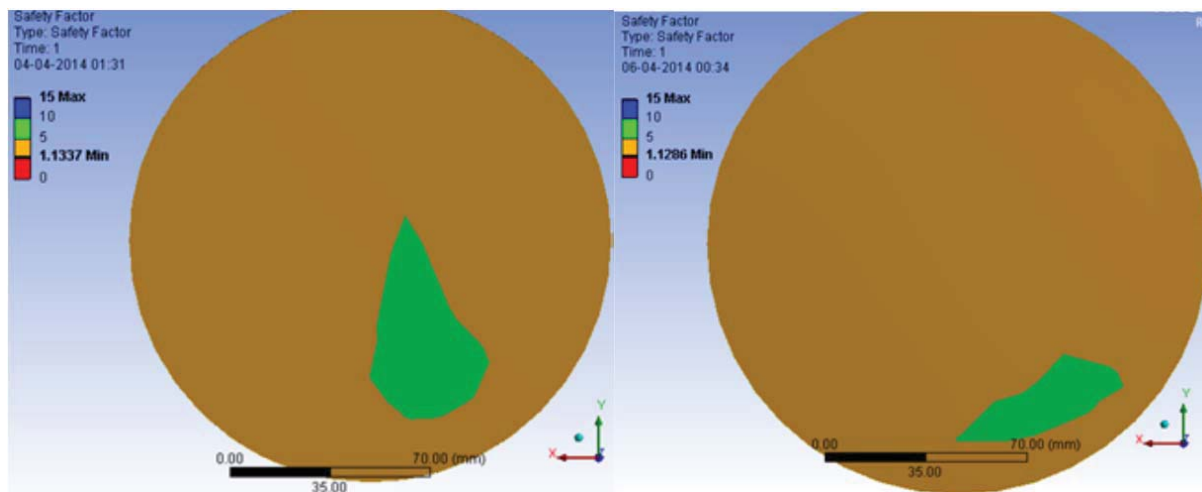 Safety Factor
Type: Safety Factor
Time: 1
04-04-2014 01:31
15 Max
10
5
1.1337 Min
0
0.00
70.00 (mm)
35.00
Y
X
Safety Factor
Type: Safety Factor
Time: 1
06-04-2014 00:34
15 Max
10
5
1.1286 Min
0
0.00
70.00 (mm)
35.00
Y
X